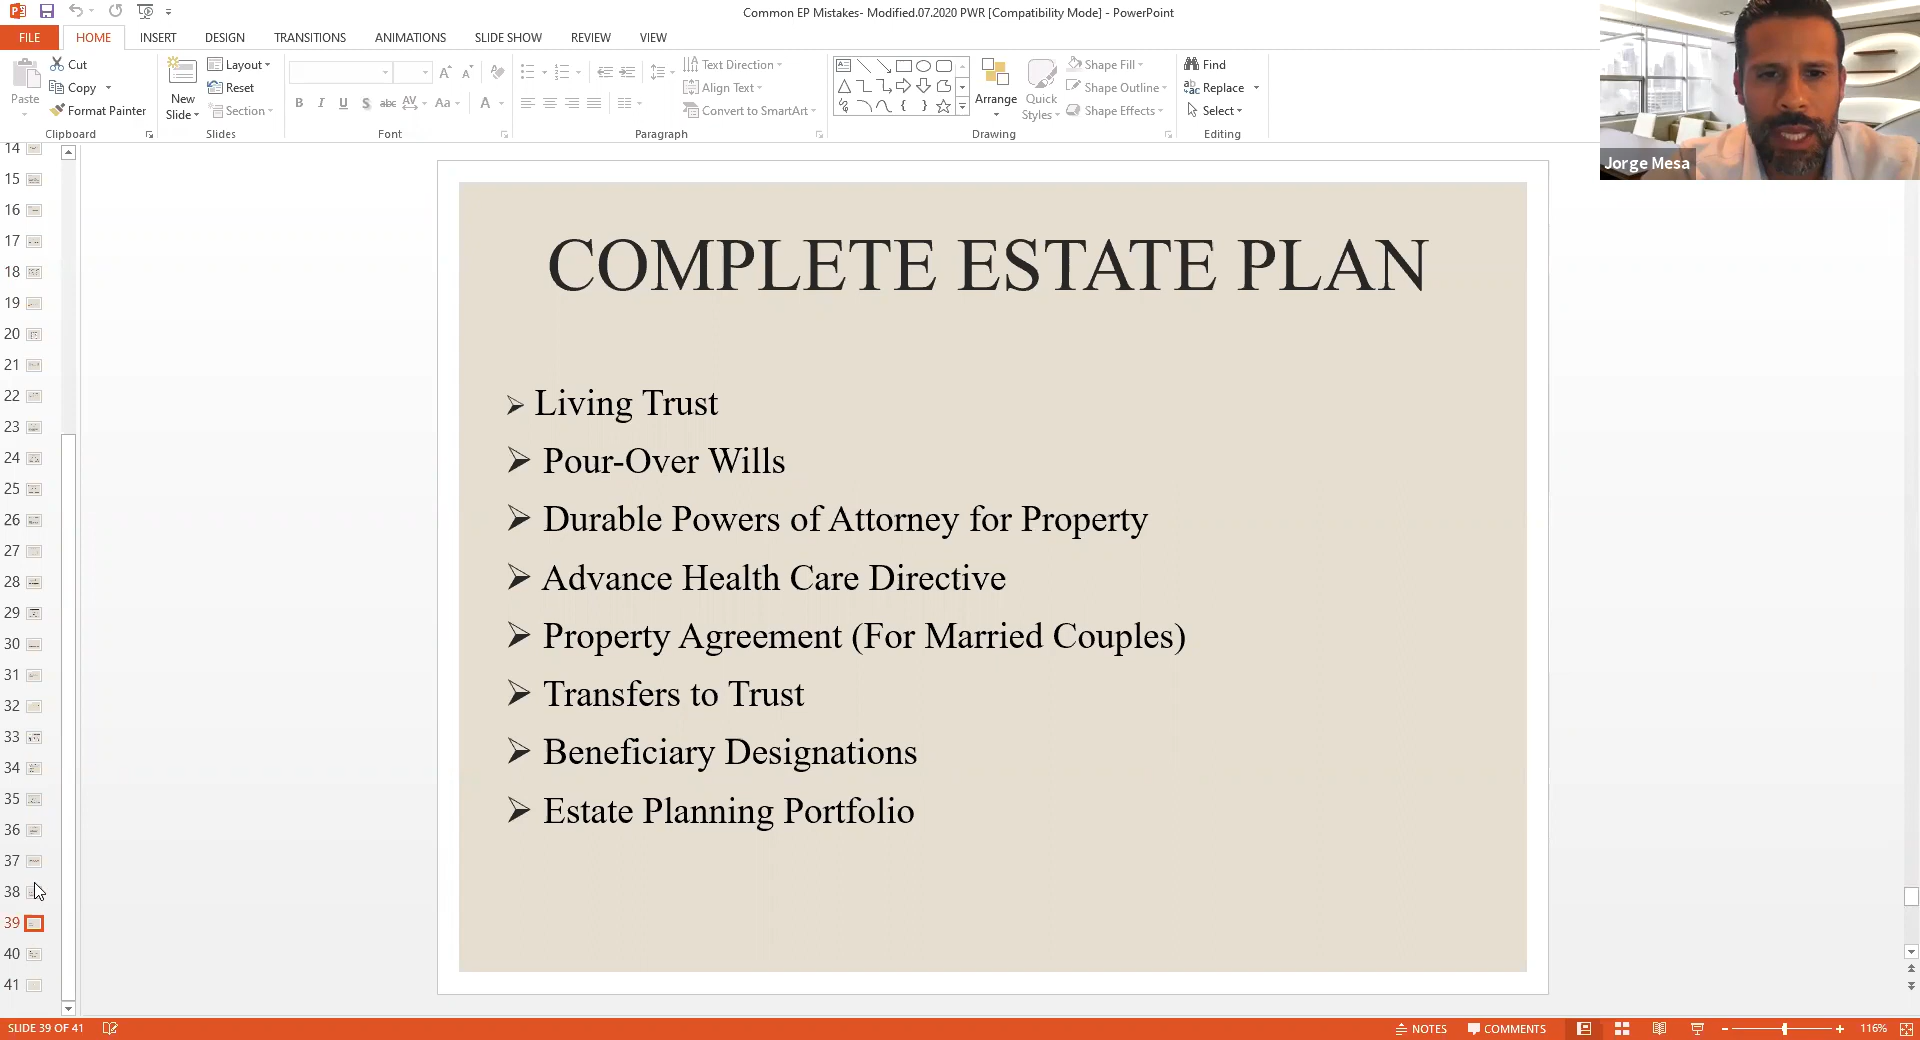 Common EP Mistakes- Modified.07.2020 PWR [Compatibility Mode] - PowerPoint
FILE HOME INSERT DESIGN TRANSITIONS ANIMATIONS SLIDE SHOW REVIEW VIEW
Paste
Cut
Copy
Format Painter
Clipboard
New
Slide
Layout
Reset
Section
Slides
B I U S abc AV Aa A
Font
Text Direction
Align Text
Convert to SmartArt
Paragraph
Arrange
Quick
Styles
Shape Fill
Shape Outline
Shape Effects
Drawing
Find
Replace
Select
Editing
Jorge Mesa
14
15
16
17
18
19
20
21
22
23
24
25
26
27
28
29
30
31
32
33
34
35
36
37
38
39
40
41
COMPLETE ESTATE PLAN
Living Trust
Pour-Over Wills
Durable Powers of Attorney for Property
Advance Health Care Directive
Property Agreement (For Married Couples)
Transfers to Trust
Beneficiary Designations
Estate Planning Portfolio
SLIDE 39 OF 41
NOTES COMMENTS 116%